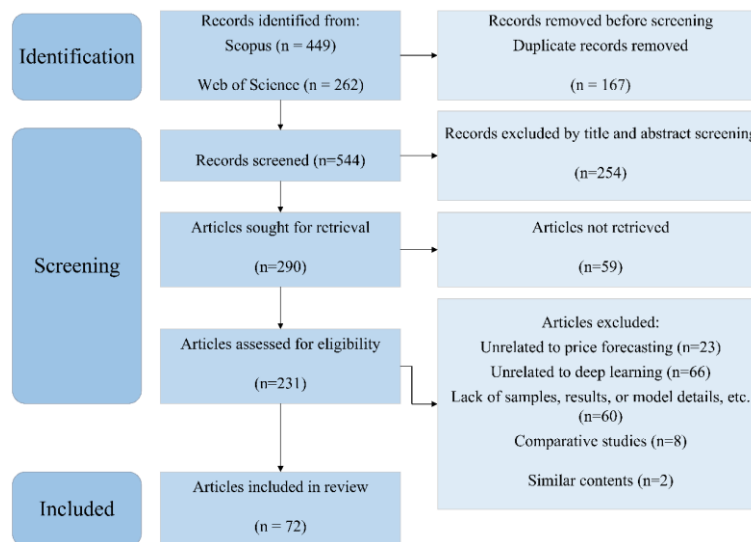 Identification
Records identified from:
Scopus (n = 449)
Web of Science (n = 262)
Records removed before screening
Duplicate records removed
(n = 167)
Screening
Records screened (n=544)
Records excluded by title and abstract screening
(n=254)
Articles sought for retrieval
(n=290)
Articles not retrieved
(n=59)
Articles assessed for eligibility
(n=231)
Articles excluded:
Unrelated to price forecasting (n=23)
Unrelated to deep learning (n=66)
Lack of samples, results, or model details, etc.
(n=60)
Comparative studies (n=8)
Similar contents (n=2)
Included
Articles included in review
(n = 72)